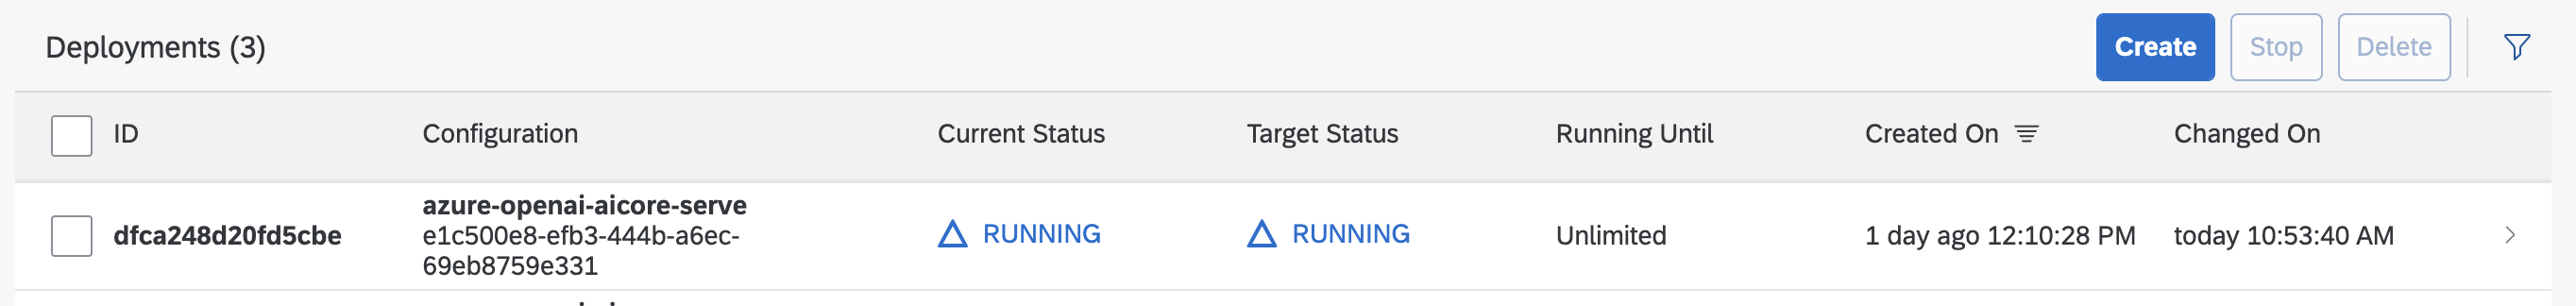 Deployments (3)
Create
Stop
Delete
ID
Configuration
Current Status
Target Status
Running Until
Created On
Changed On
dfca248d20fd5cbe
azure-openai-aicore-serve
e1c500e8-efb3-444b-a6ec-
69eb8759e331
RUNNING
RUNNING
Unlimited
1 day ago 12:10:28 PM
today 10:53:40 AM